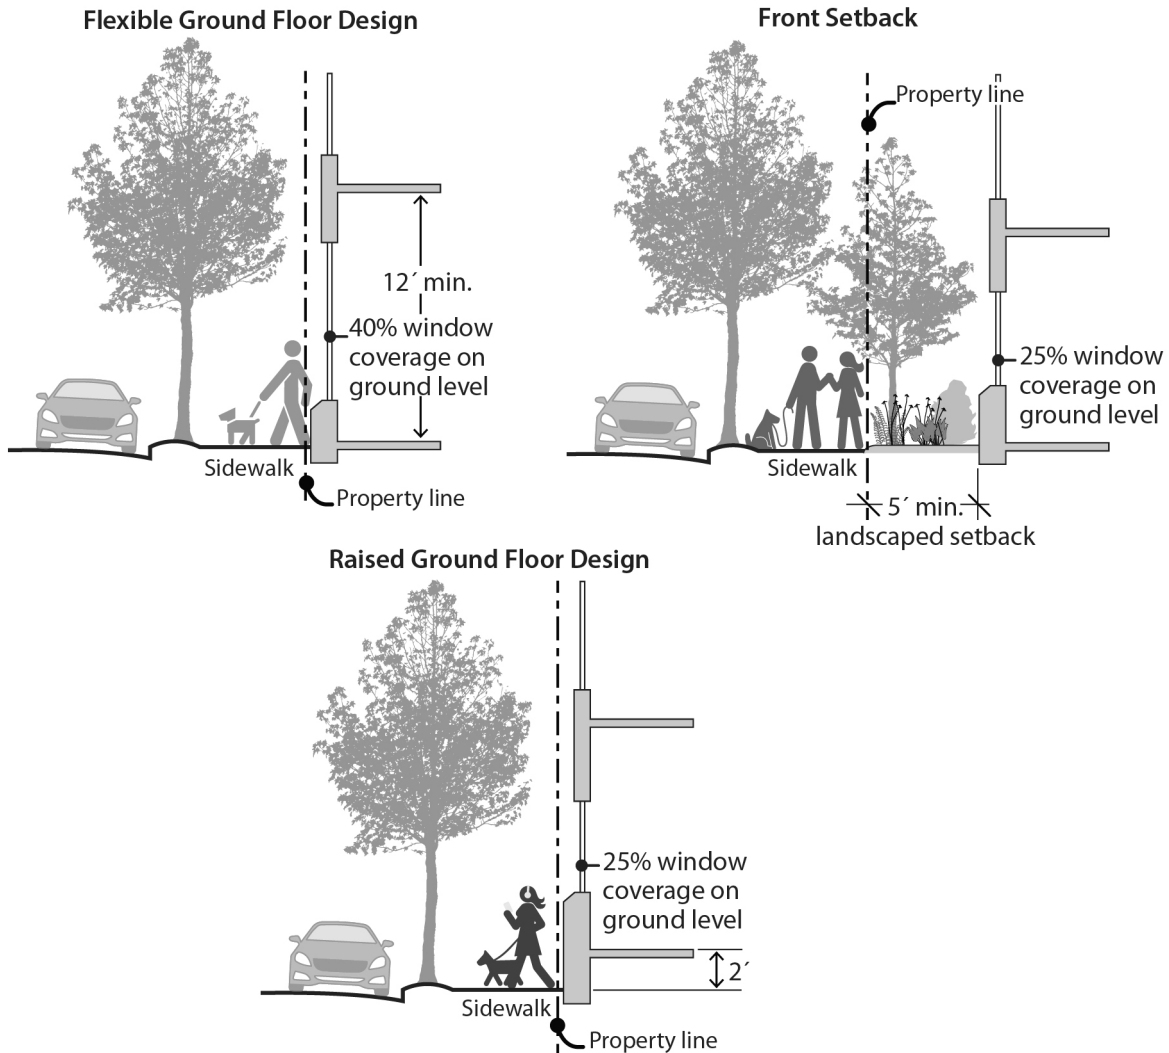 Flexible Ground Floor Design
12´ min.
40% window
coverage on
ground level
Sidewalk
Property line
Front Setback
Property line
25% window
coverage on
ground level
Sidewalk
5´ min.
landscaped setback
Raised Ground Floor Design
25% window
coverage on
ground level
2´
Sidewalk
Property line